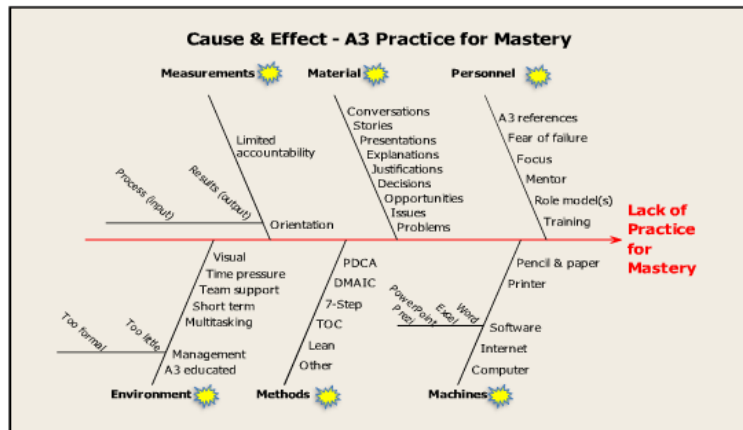 Cause & Effect - A3 Practice for Mastery
Measurements
Material
Personnel
Limited
accountability
Process (input)
Results (output)
Orientation
Conversations
Stories
Presentations
Explanations
Justifications
Decisions
Opportunities
Issues
Problems
A3 references
Fear of failure
Focus
Mentor
Role model(s)
Training
Lack of
Practice
for
Mastery
Visual
Time pressure
Team support
Short term
Multitasking
Too formal
Too little
Management
A3 educated
PDCA
DMAIC
7-Step
TOC
Lean
Other
Pencil & paper
Printer
Prezi
PowerPoint
Excel
Word
Software
Internet
Computer
Environment
Methods
Machines